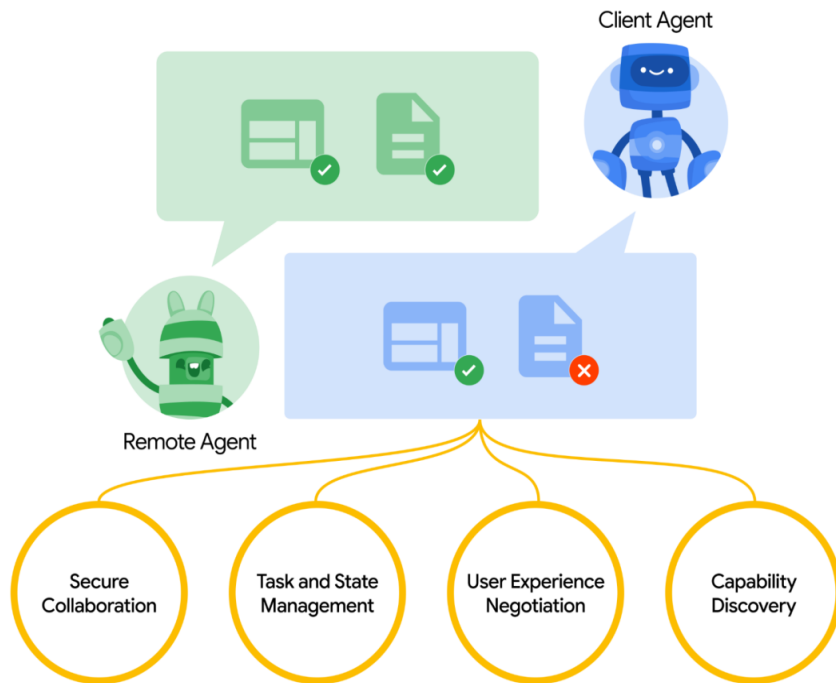 Client Agent
Remote Agent
Secure
Collaboration
Task and State
Management
User Experience
Negotiation
Capability
Discovery